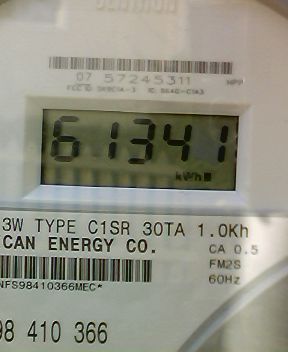 07 57245311
61341
kWh
3W TYPE C1SR 30TA 1.0Kh
CAN ENERGY CO.
CA 0.5
FM2S
60Hz
NFS98410366MEC*
98 410 366